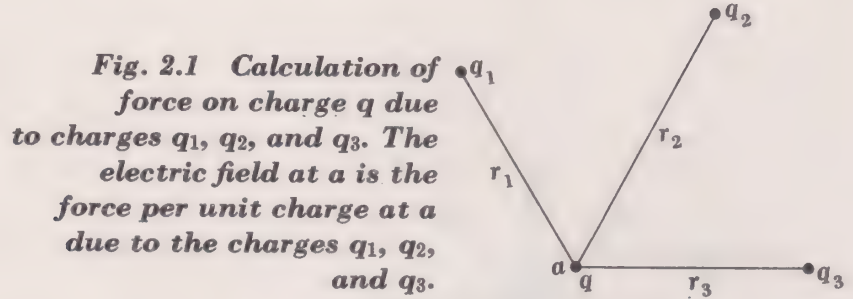 Fig. 2.1 Calculation of
force on charge q due
to charges q₁, q₂, and q₃. The
electric field at a is the
force per unit charge at a
due to the charges q₁, q₂,
and q₃.
q₂
q₁
r₂
r₁
a
q
r₃
q₃